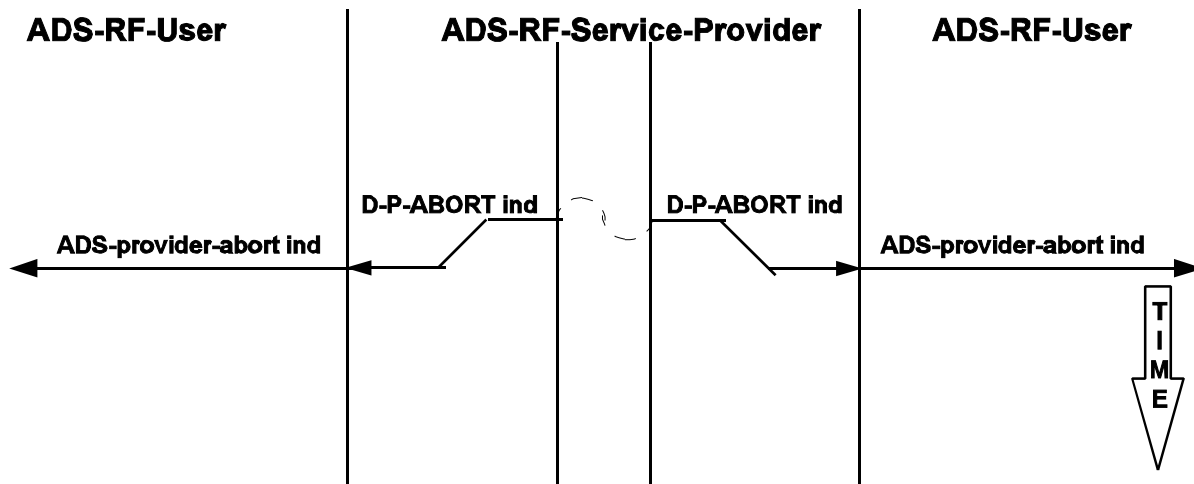 ADS-RF-User
ADS-RF-Service-Provider
ADS-RF-User
D-P-ABORT ind
D-P-ABORT ind
ADS-provider-abort ind
ADS-provider-abort ind
TIME